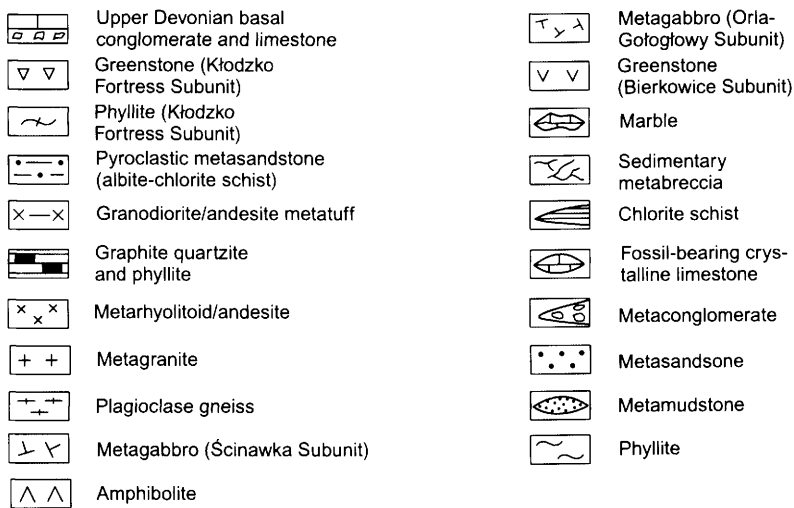 Upper Devonian basal
conglomerate and limestone
Greenstone (Kłodzko
Fortress Subunit)
Phyllite (Kłodzko
Fortress Subunit)
Pyroclastic metasandstone
(albite-chlorite schist)
Granodiorite/andesite metatuff
Graphite quartzite
and phyllite
Metarhyolitoid/andesite
Metagranite
Plagioclase gneiss
Metagabbro (Ścinawka Subunit)
Amphibolite
Metagabbro (Orla-
Gołogłowy Subunit)
Greenstone
(Bierkowice Subunit)
Marble
Sedimentary
metabreccia
Chlorite schist
Fossil-bearing crys-
talline limestone
Metaconglomerate
Metasandsone
Metamudstone
Phyllite